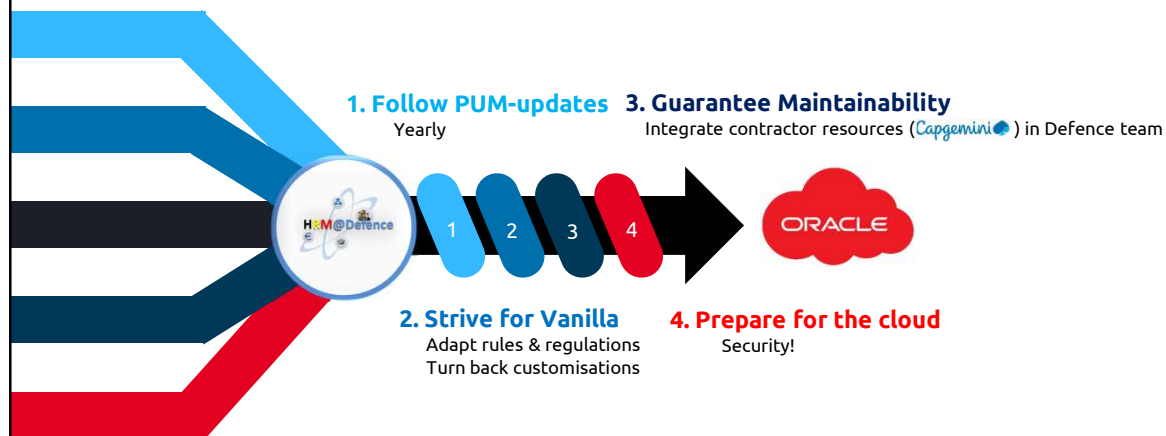 1. Follow PUM-updates
Yearly
3. Guarantee Maintainability
Integrate contractor resources (Capgemini) in Defence team
HRM@Defence
€
1
2
3
4
ORACLE
2. Strive for Vanilla
Adapt rules & regulations
Turn back customisations
4. Prepare for the cloud
Security!